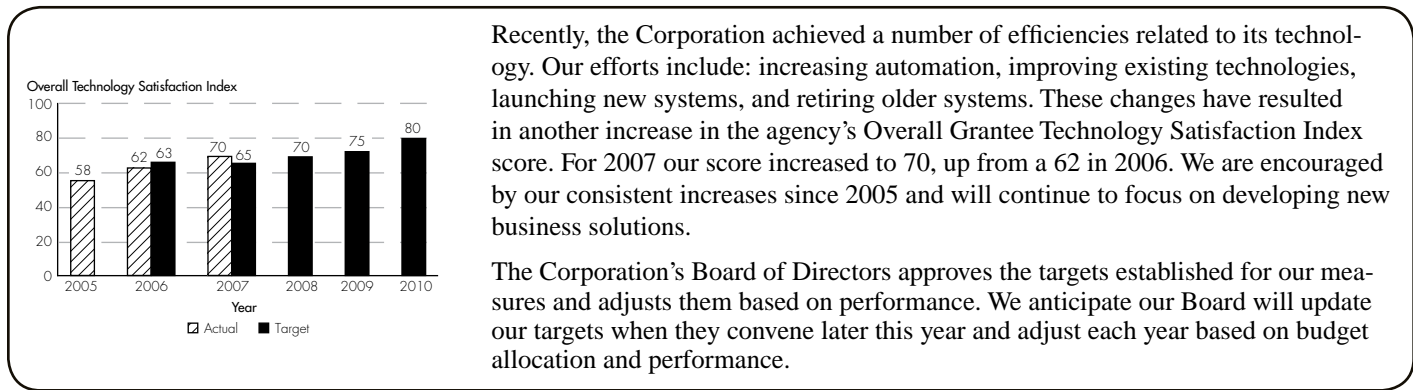 Overall Technology Satisfaction Index
100
80
60
40
20
0
58
62 63
70 65
70
75
80
2005 2006 2007 2008 2009 2010
Year
Actual Target
Recently, the Corporation achieved a number of efficiencies related to its technol-
ogy. Our efforts include: increasing automation, improving existing technologies,
launching new systems, and retiring older systems. These changes have resulted
in another increase in the agency's Overall Grantee Technology Satisfaction Index
score. For 2007 our score increased to 70, up from a 62 in 2006. We are encouraged
by our consistent increases since 2005 and will continue to focus on developing new
business solutions.
The Corporation's Board of Directors approves the targets established for our mea-
sures and adjusts them based on performance. We anticipate our Board will update
our targets when they convene later this year and adjust each year based on budget
allocation and performance.